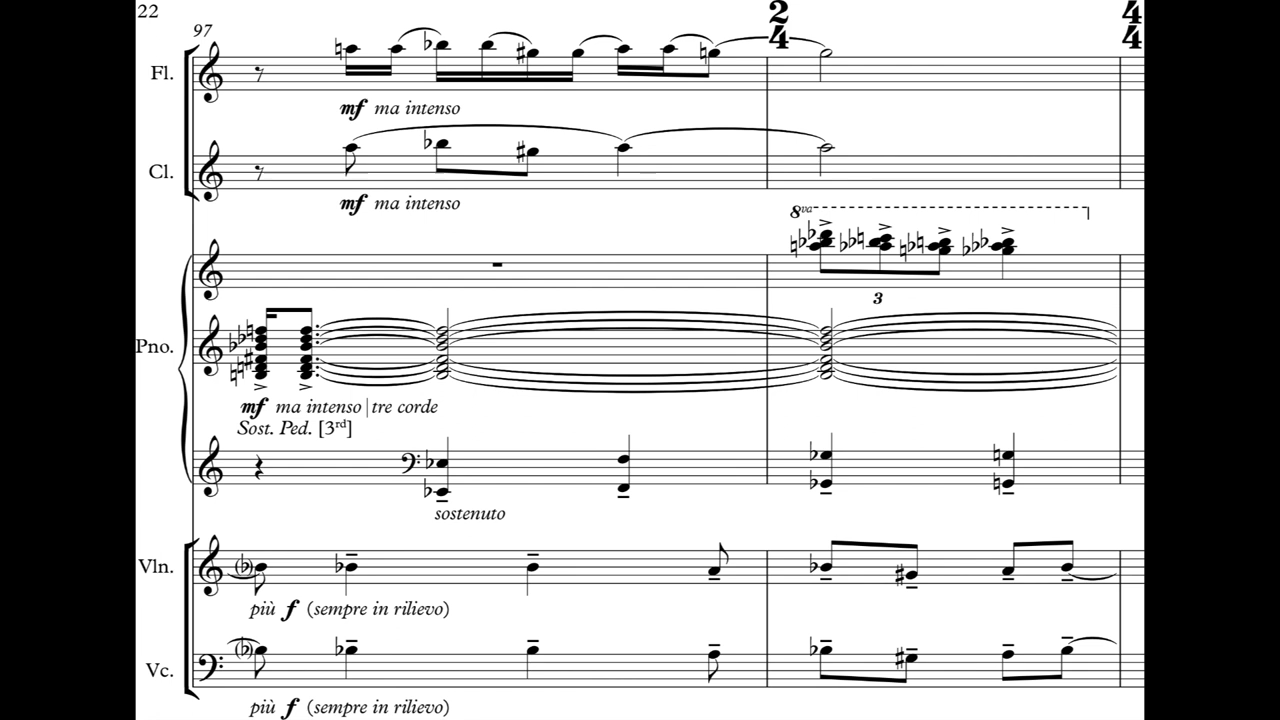 22
97
2
4
4
4
Fl.
mf ma intenso
Cl.
mf ma intenso
8va
3
Pno.
mf ma intenso | tre corde
Sost. Ped. [3rd]
sostenuto
Vln.
più f (sempre in rilievo)
Vc.
più f (sempre in rilievo)